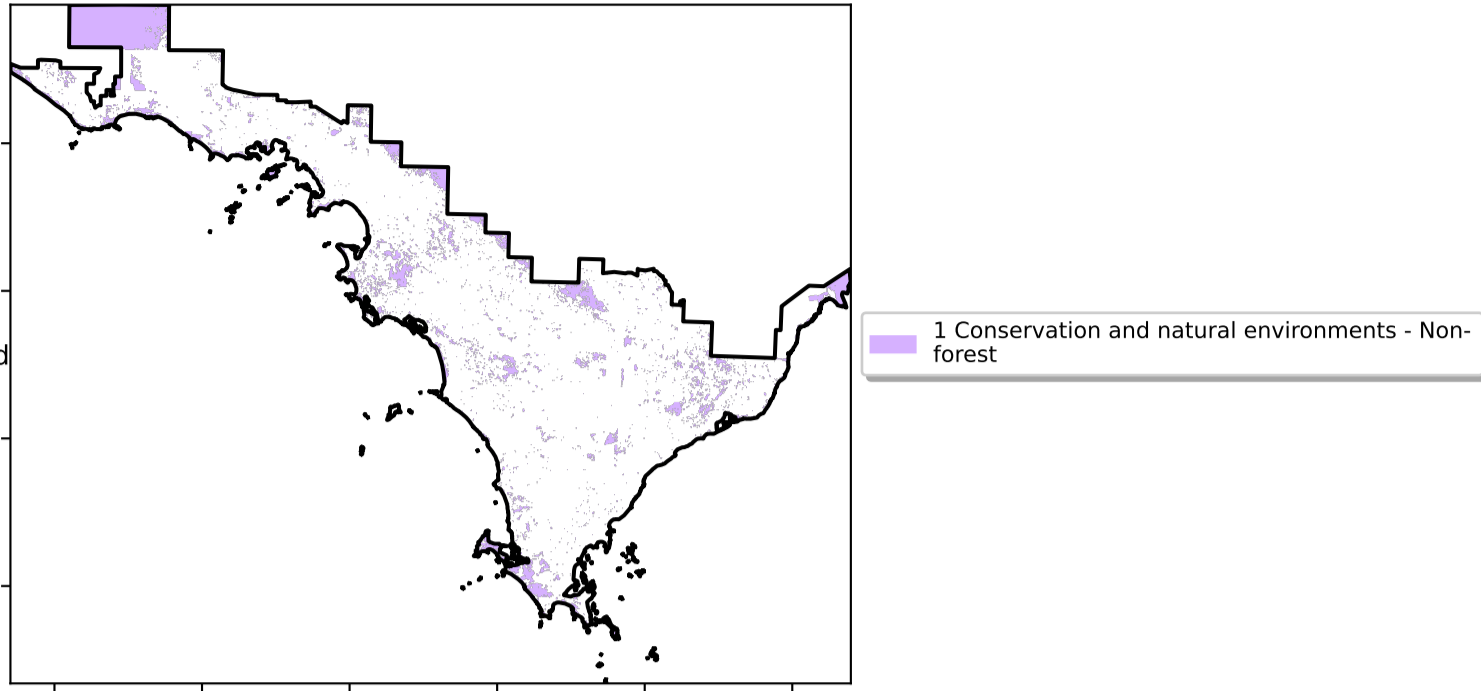 d
1 Conservation and natural environments - Non-
forest